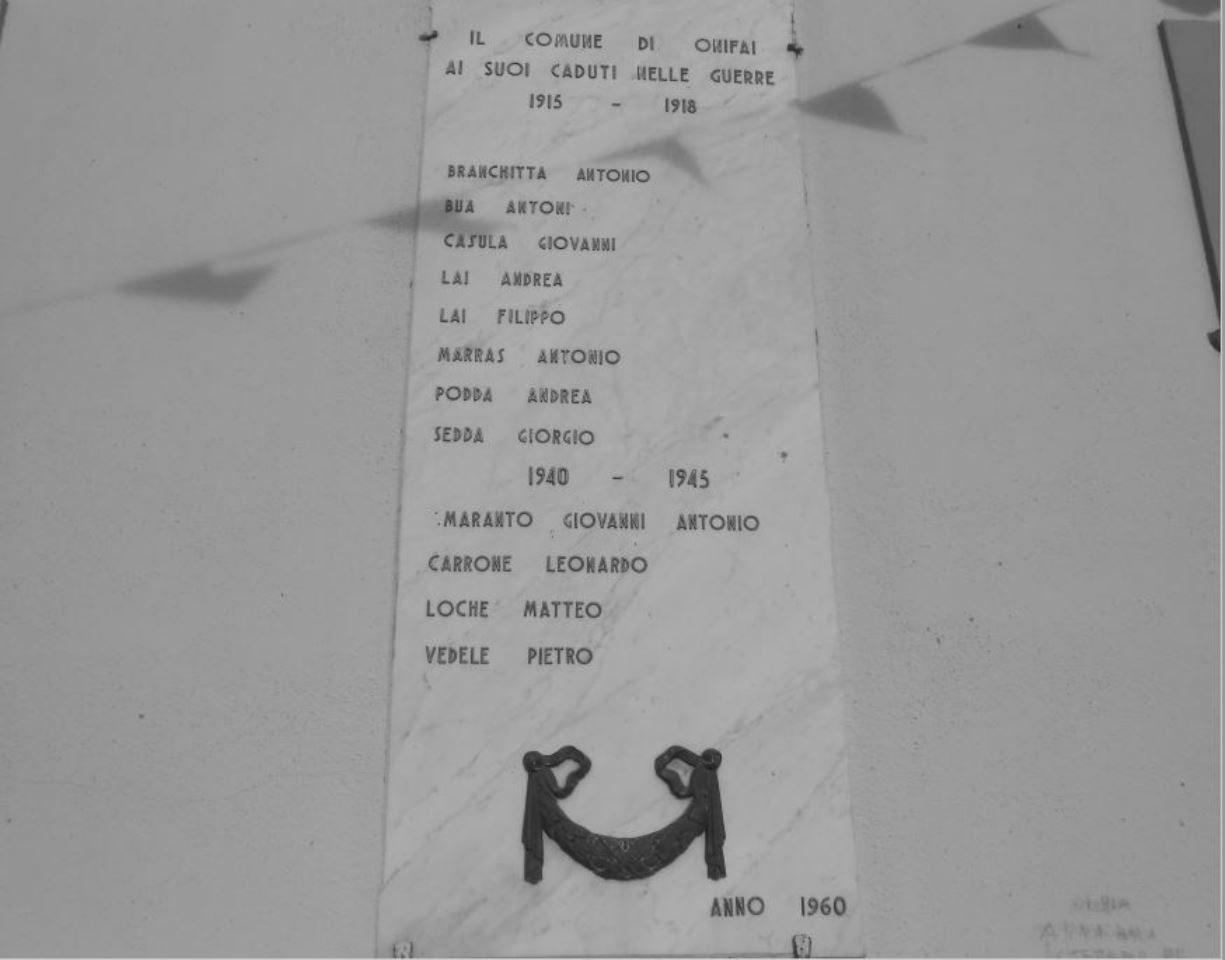 IL COMUNE DI ONIFAI
AI SUOI CADUTI NELLE GUERRE
1915 - 1918
BRANCHITTA ANTONIO
BUA ANTONI
CASULA GIOVANNI
LAI ANDREA
LAI FILIPPO
MARRAS ANTONIO
PODDA ANDREA
SEDDA GIORGIO
1940 - 1945
MARANTO GIOVANNI ANTONIO
CARRONE LEONARDO
LOCHE MATTEO
VEDELE PIETRO
ANNO 1960